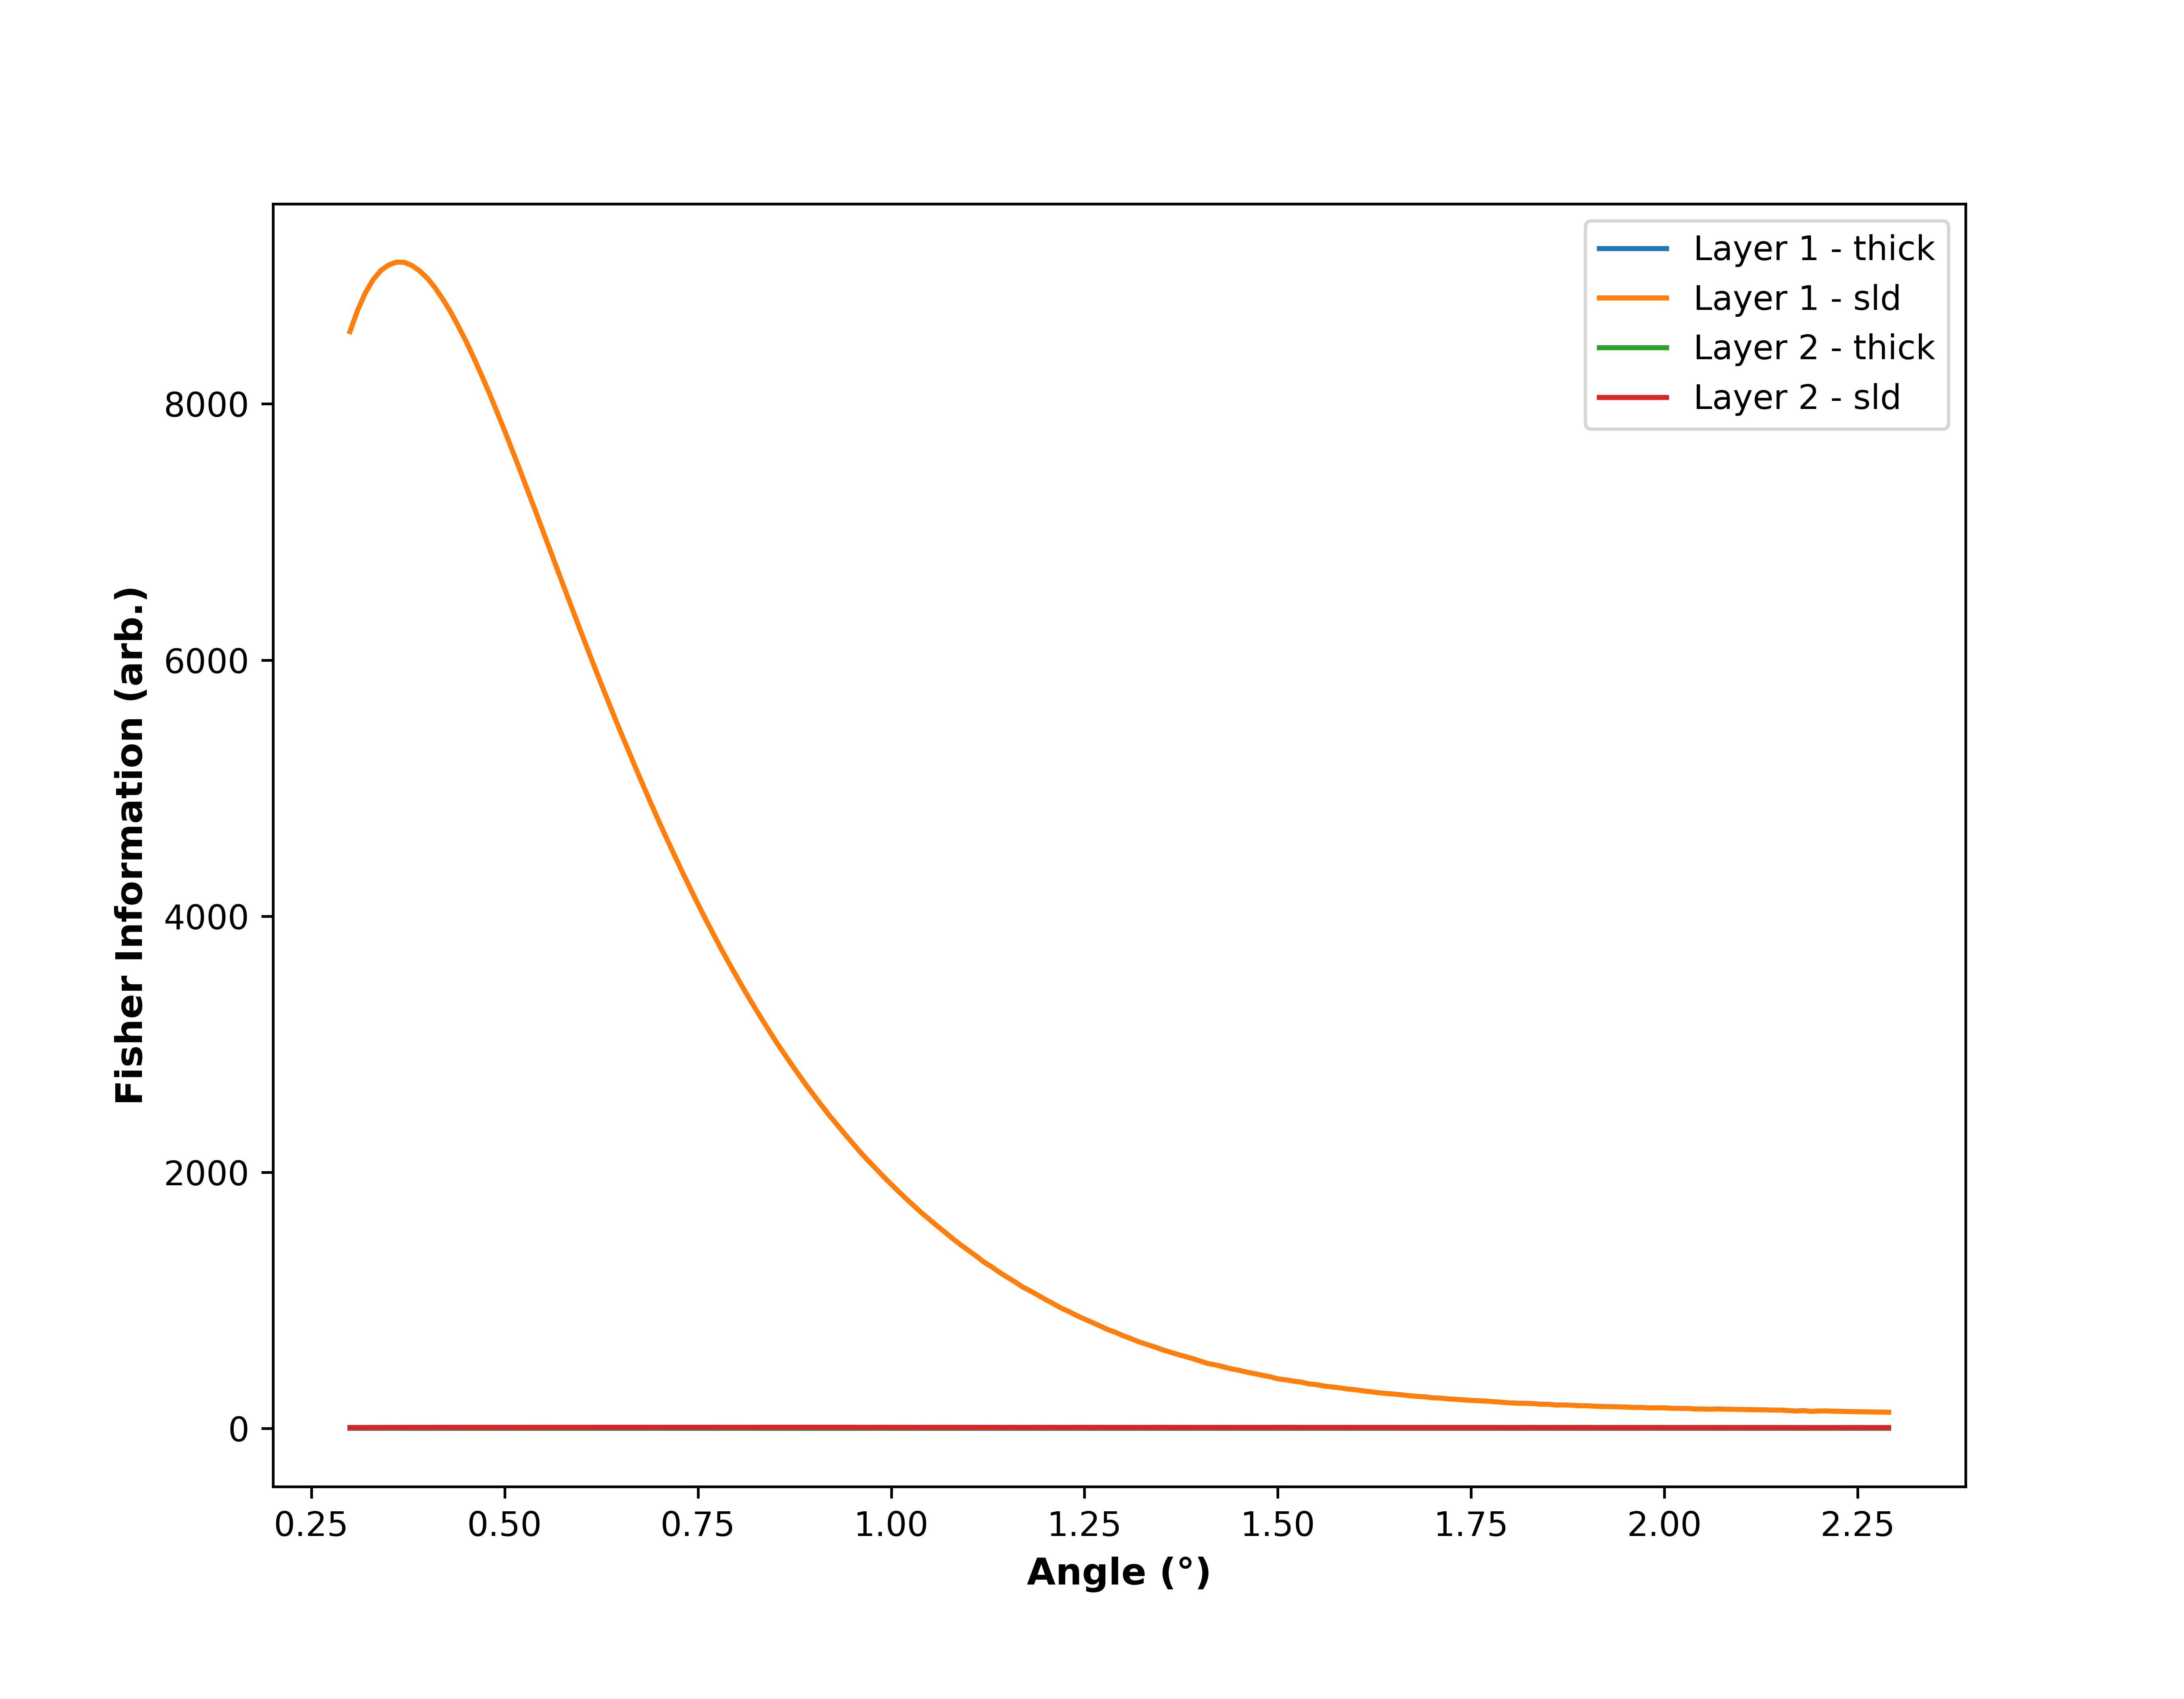 Layer 1 - thick
Layer 1 - sld
Layer 2 - thick
Layer 2 - sld
8000
6000
4000
2000
0
Fisher Information (arb.)
0.25 0.50 0.75 1.00 1.25 1.50 1.75 2.00 2.25
Angle (°)